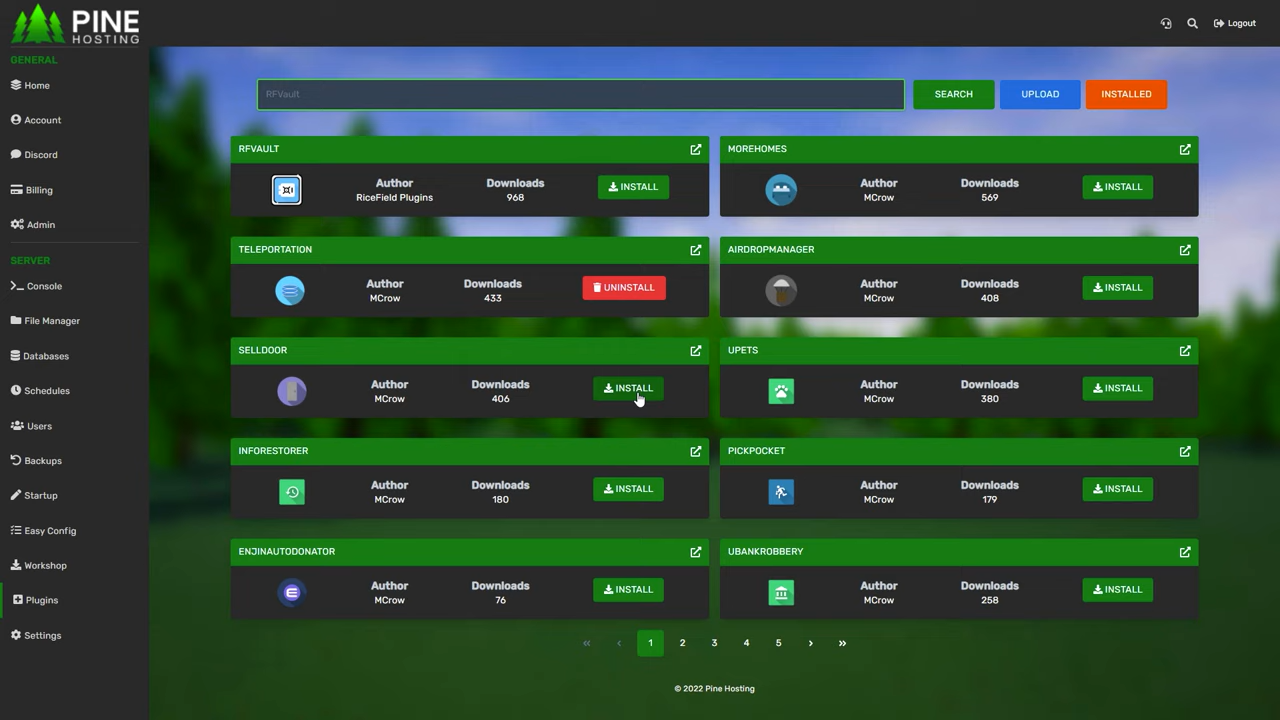 PINE
HOSTING
Logout
GENERAL
Home
Account
Discord
Billing
Admin
SERVER
Console
File Manager
Databases
Schedules
Users
Backups
Startup
Easy Config
Workshop
Plugins
Settings
RFVault
SEARCH
UPLOAD
INSTALLED
RFVAULT
Author
RiceField Plugins
Downloads
968
INSTALL
MOREHOMES
Author
MCrow
Downloads
569
INSTALL
TELEPORTATION
Author
MCrow
Downloads
433
UNINSTALL
AIRDROPMANAGER
Author
MCrow
Downloads
408
INSTALL
SELLDOOR
Author
MCrow
Downloads
406
INSTALL
UPETS
Author
MCrow
Downloads
380
INSTALL
INFORESTORER
Author
MCrow
Downloads
180
INSTALL
PICKPOCKET
Author
MCrow
Downloads
179
INSTALL
ENJINAUTODONATOR
Author
MCrow
Downloads
76
INSTALL
UBANKROBBERY
Author
MCrow
Downloads
258
INSTALL
« ‹ 1 2 3 4 5 › »
© 2022 Pine Hosting